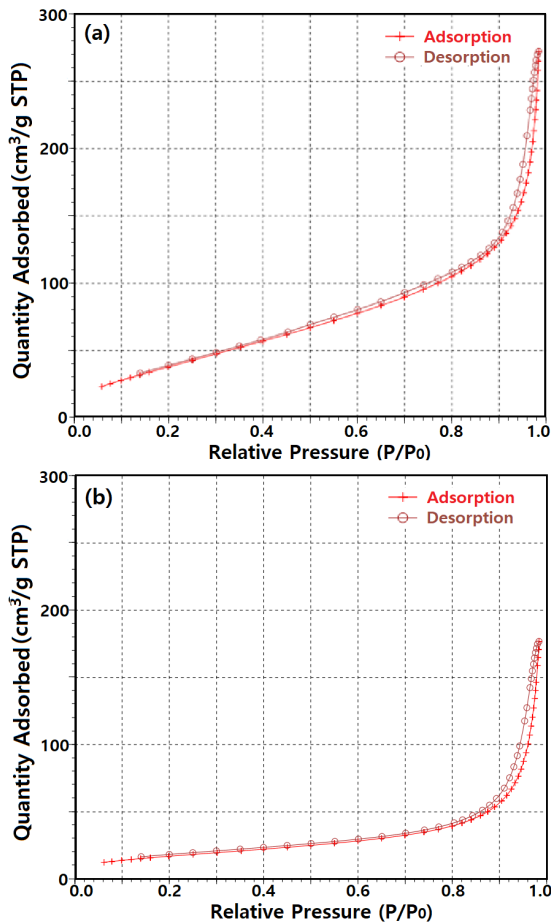 (a)
Adsorption
Desorption
Quantity Adsorbed (cm³/g STP)
300
200
100
0
0.0 0.2 0.4 0.6 0.8 1.0
Relative Pressure (P/P₀)
(b)
Adsorption
Desorption
Quantity Adsorbed (cm³/g STP)
300
200
100
0
0.0 0.2 0.4 0.6 0.8 1.0
Relative Pressure (P/P₀)